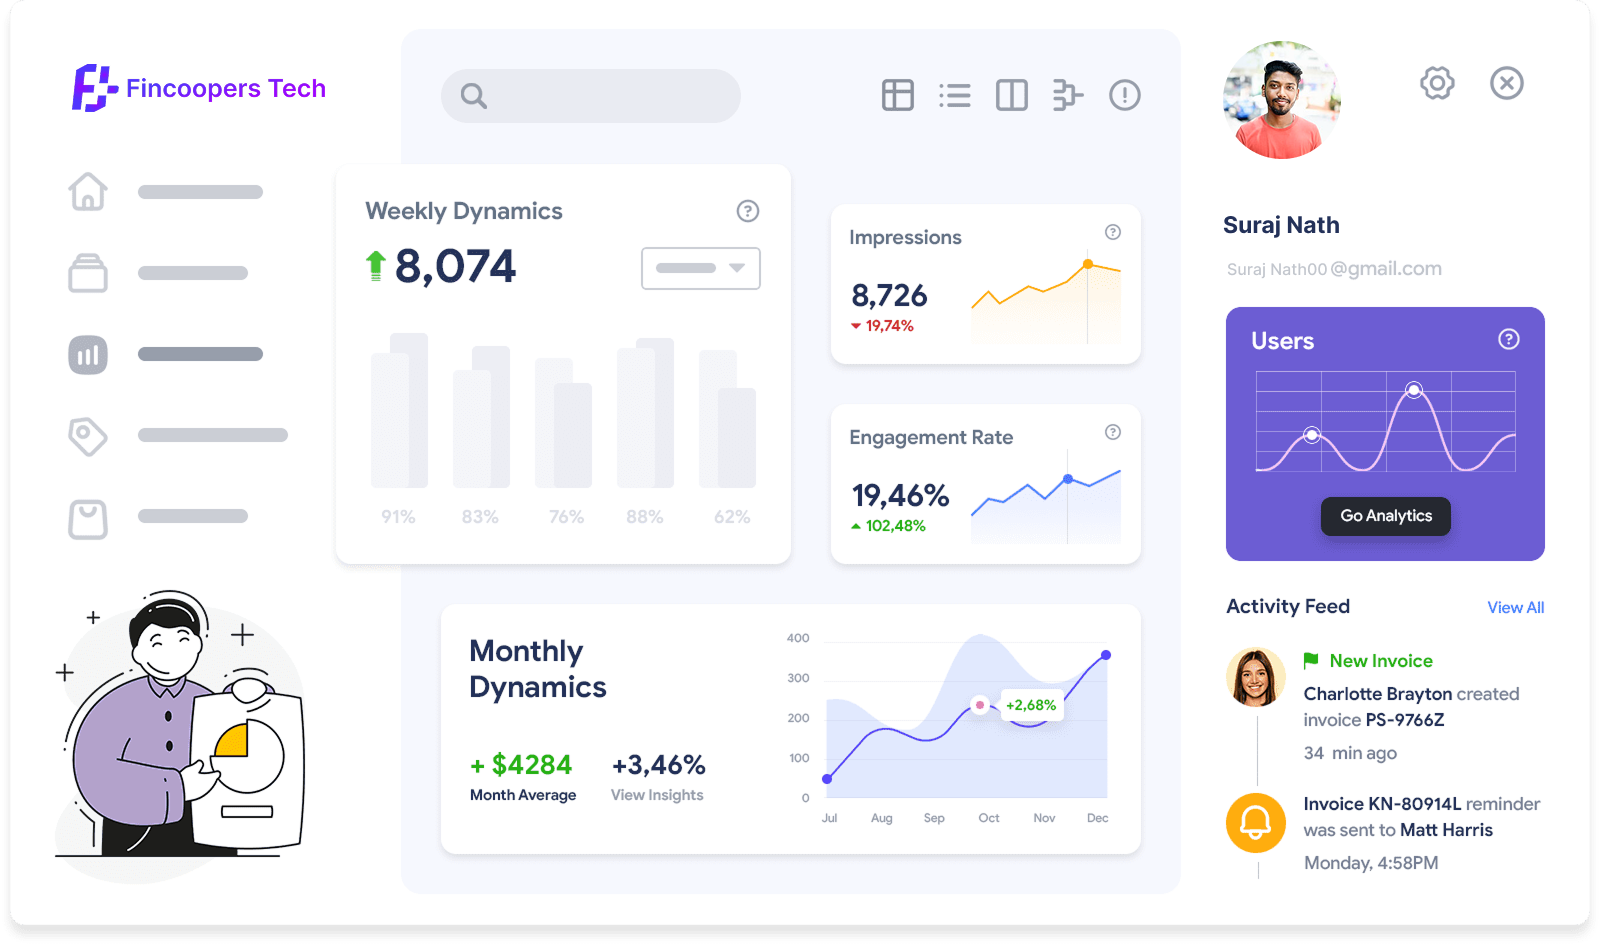 Fincoopers Tech
Weekly Dynamics
8,074
91% 83% 76% 88% 62%
Impressions
8,726
19,74%
Engagement Rate
19,46%
102,48%
Monthly
Dynamics
+ $4284
Month Average
+3,46%
View Insights
400
300
200
100
0
+2,68%
Jul Aug Sep Oct Nov Dec
Suraj Nath
Suraj Nath00@gmail.com
Users
Go Analytics
Activity Feed
View All
New Invoice
Charlotte Brayton created
invoice PS-9766Z
34 min ago
Invoice KN-80914L reminder
was sent to Matt Harris
Monday, 4:58PM